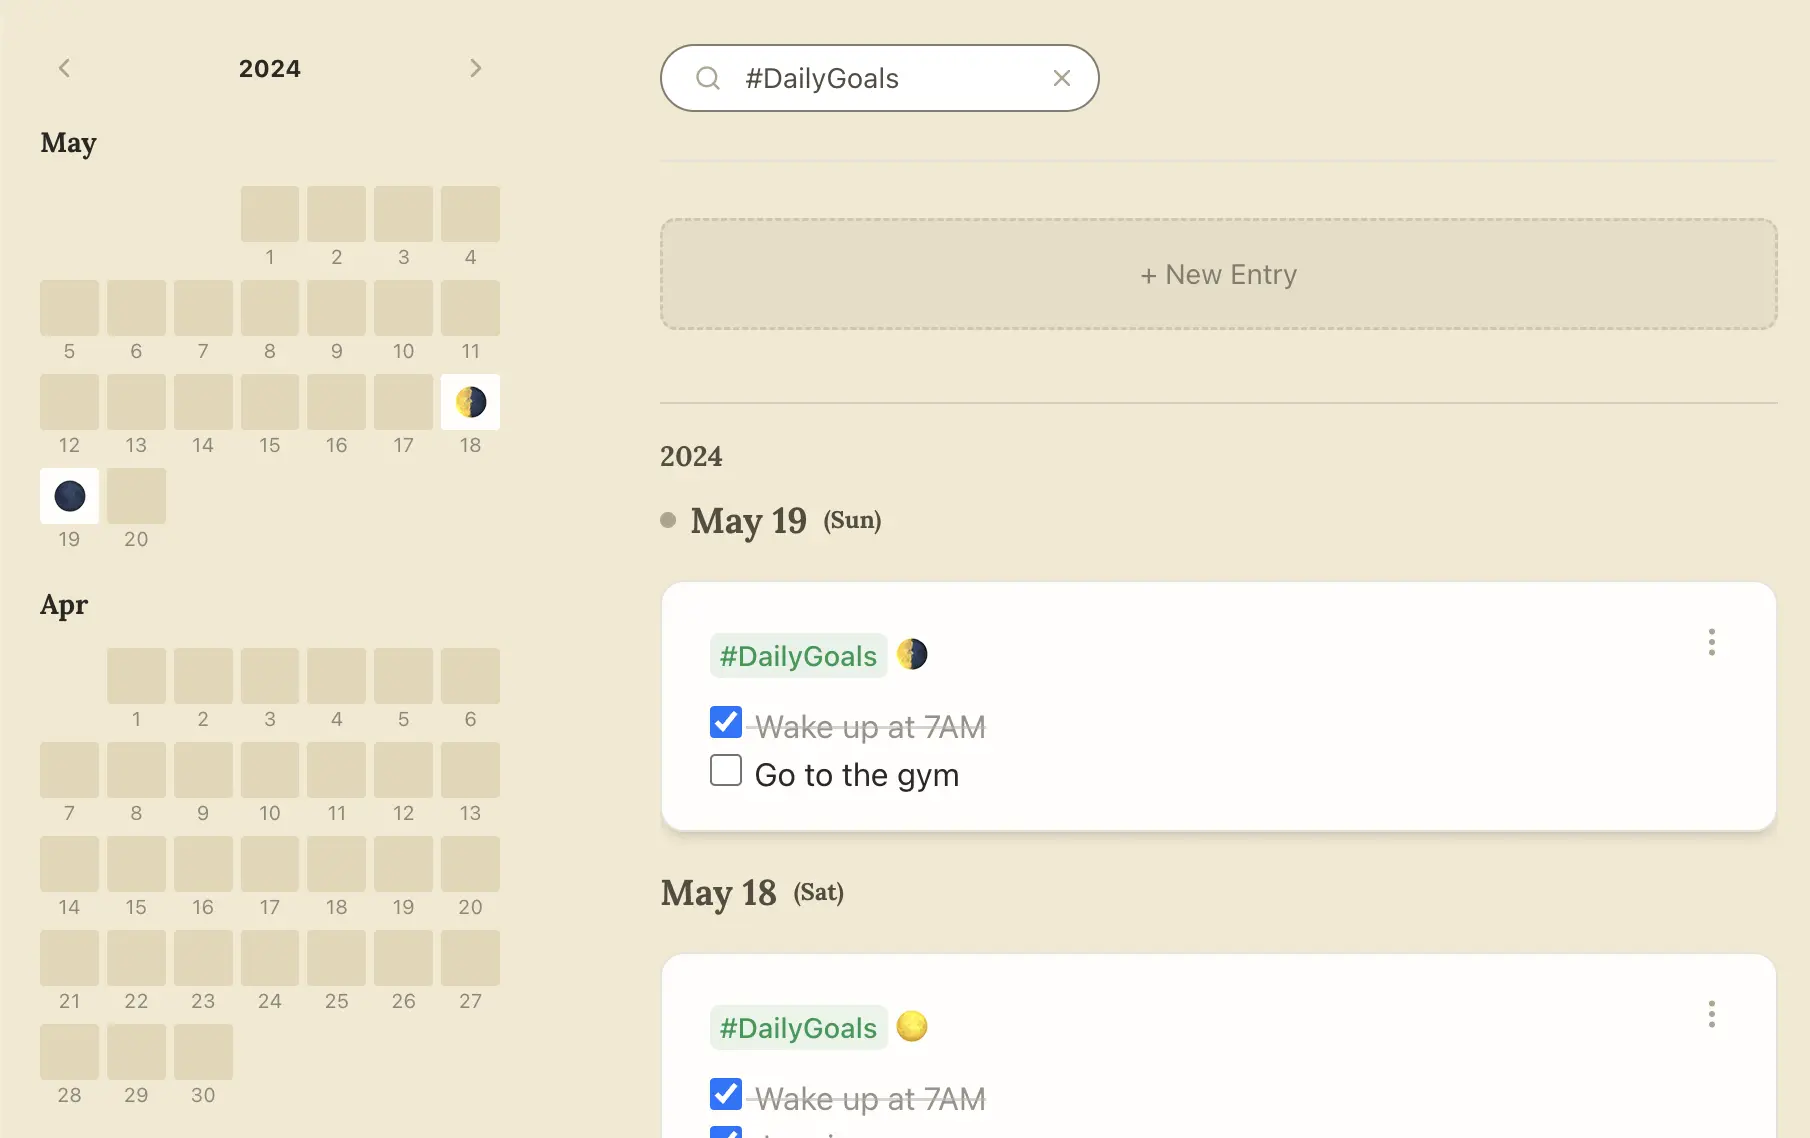 2024
May
1 2 3 4
5 6 7 8 9 10 11
12 13 14 15 16 17 18
19 20
Apr
1 2 3 4 5 6
7 8 9 10 11 12 13
14 15 16 17 18 19 20
21 22 23 24 25 26 27
28 29 30
#DailyGoals
+ New Entry
2024
May 19 (Sun)
#DailyGoals
Wake up at 7AM
Go to the gym
May 18 (Sat)
#DailyGoals
Wake up at 7AM